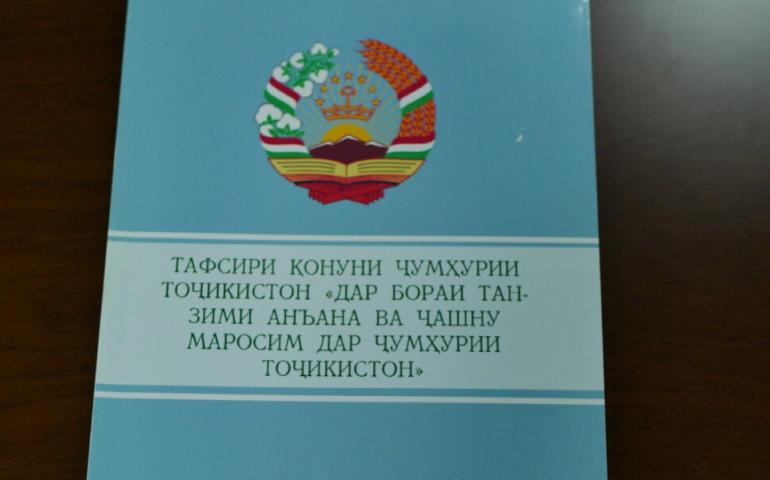 ТАФСИРИ ҚОНУНИ ҶУМҲУРИИ
ТОҶИКИСТОН «ДАР БОРАИ ТАН-
ЗИМИ АНЪАНА ВА ҶАШНУ
МАРОСИМ ДАР ҶУМҲУРИИ
ТОҶИКИСТОН»